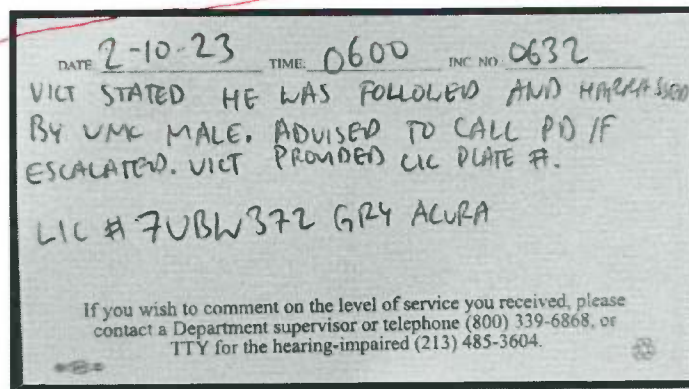 DATE 2-10-23 TIME: 0600 INC NO 0632
VICT STATED HE WAS FOLLOWED AND HARRASSED
BY UNK MALE. ADVISED TO CALL PD IF
ESCALATED. VICT PROVIDED LIC PLATE #.
LIC # 7UBW372 GRY ACURA
If you wish to comment on the level of service you received, please
contact a Department supervisor or telephone (800) 339-6868, or
TTY for the hearing-impaired (213) 485-3604.